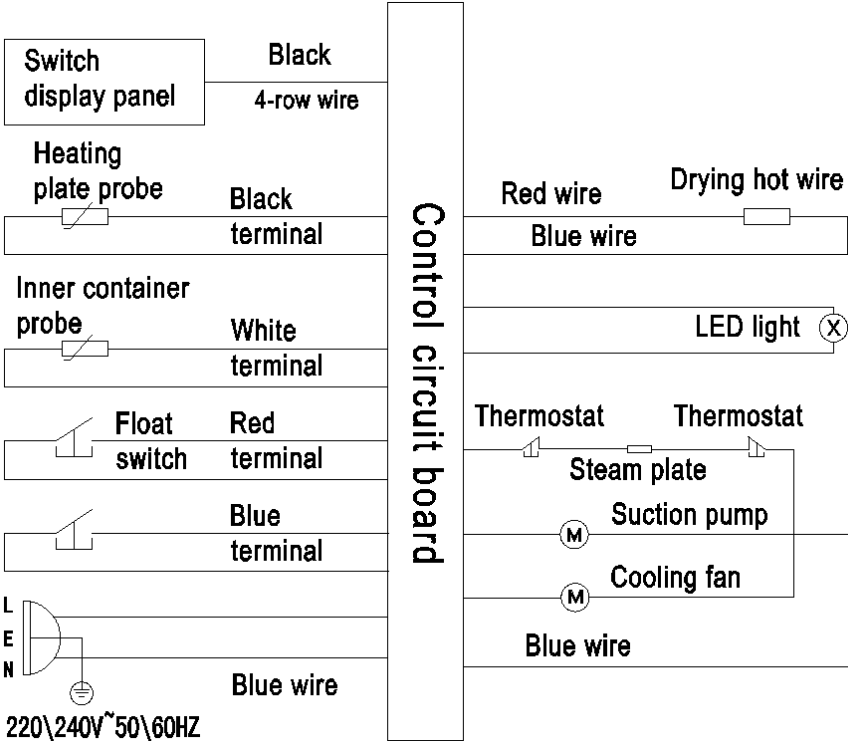 Switch
display panel
Black
4-row wire
Heating
plate probe
Black
terminal
Inner container
probe
White
terminal
Float
switch
Red
terminal
Blue
terminal
L
E
N
Blue wire
220\240V~50\60HZ
Control circuit board
Red wire
Drying hot wire
Blue wire
LED light
X
Thermostat
Thermostat
Steam plate
Suction pump
M
Cooling fan
M
Blue wire